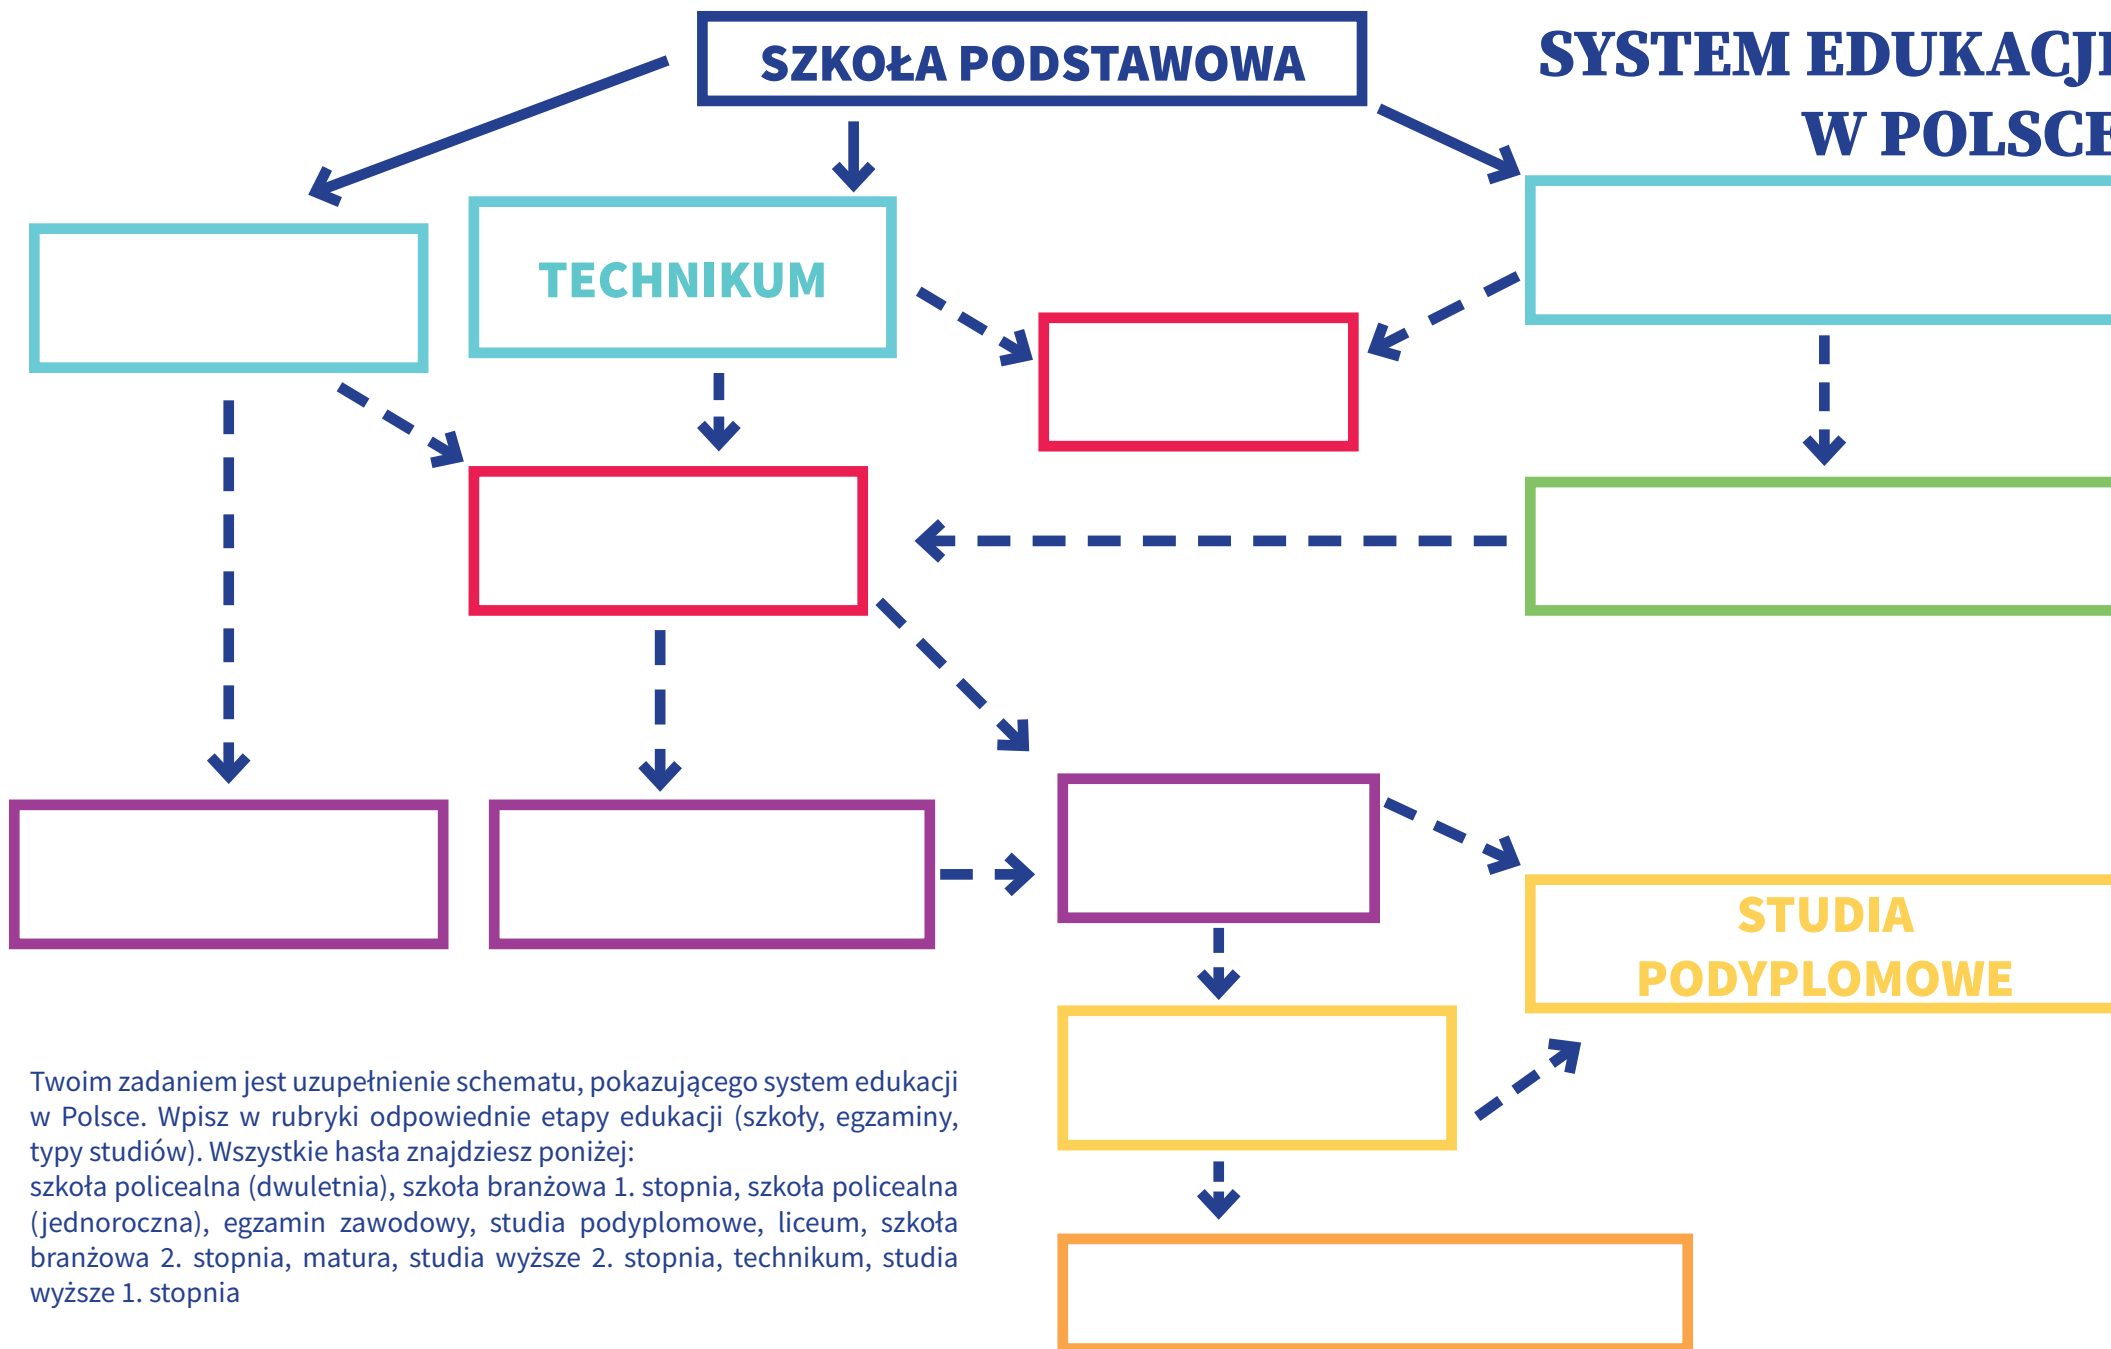 SZKOŁA PODSTAWOWA
SYSTEM EDUKACJI
W POLSCE
TECHNIKUM
STUDIA
PODYPLOMOWE
Twoim zadaniem jest uzupełnienie schematu, pokazującego system edukacji
w Polsce. Wpisz w rubryki odpowiednie etapy edukacji (szkoły, egzaminy,
typy studiów). Wszystkie hasła znajdziesz poniżej:
szkoła policealna (dwuletnia), szkoła branżowa 1. stopnia, szkoła policealna
(jednoroczna), egzamin zawodowy, studia podyplomowe, liceum, szkoła
branżowa 2. stopnia, matura, studia wyższe 2. stopnia, technikum, studia
wyższe 1. stopnia